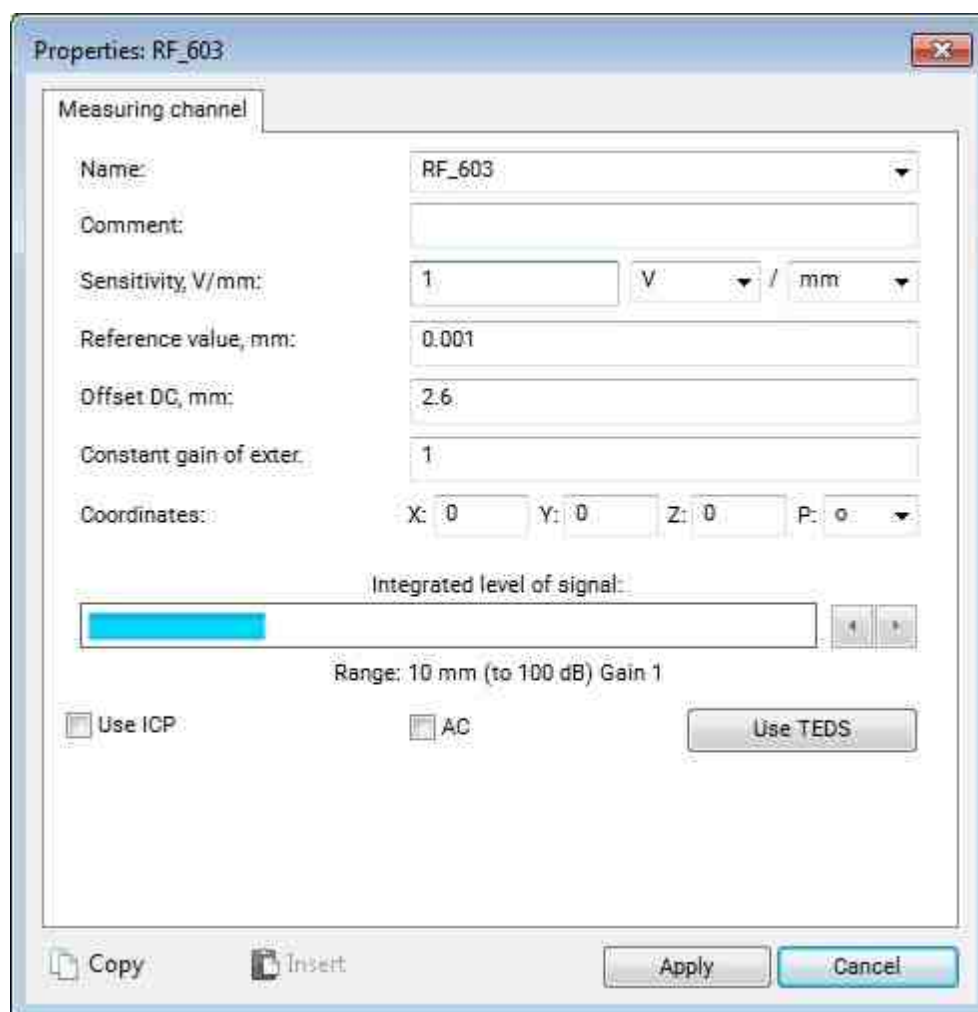 Properties: RF_603
Measuring channel
Name: RF_603
Comment:
Sensitivity, V/mm: 1 V / mm
Reference value, mm: 0.001
Offset DC, mm: 2.6
Constant gain of exter. 1
Coordinates: X: 0 Y: 0 Z: 0 P: o
Integrated level of signal:
Range: 10 mm (to 100 dB) Gain 1
Use ICP AC Use TEDS
Copy Insert Apply Cancel